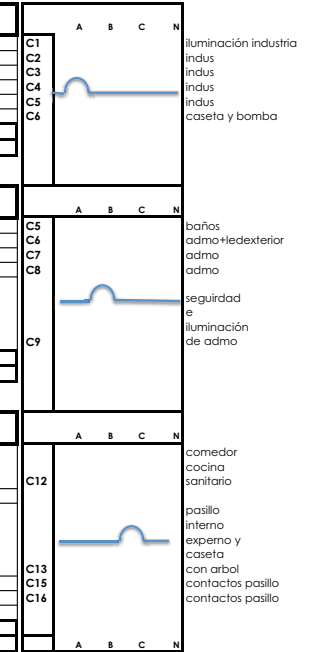 A B C N
C1 iluminación industria
C2 indus
C3 indus
C4 indus
C5 indus
C6 caseta y bomba
A B C N
C5 baños
C6 admo+ledexterior
C7 admo
C8 admo
seguirdad
e
iluminación
C9 de admo
A B C N
comedor
cocina
C12 sanitario
pasillo
interno
experno y
caseta
C13 con arbol
C15 contactos pasillo
C16 contactos pasillo
A B C N